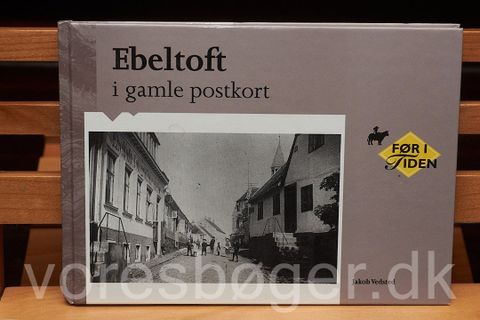 Ebeltoft
i gamle postkort
FØR I
TIDEN
Jakob Vedsted
voresbøger.dk